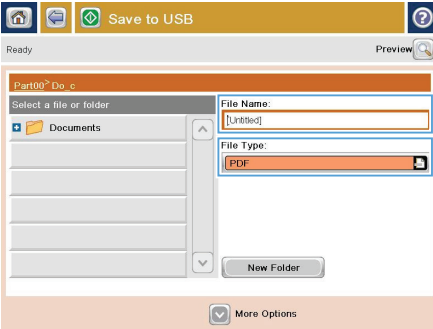 Save to USB
Ready
Preview
Part00>Do_c
Select a file or folder
File Name:
Documents
[Untitled]
File Type:
PDF
New Folder
More Options